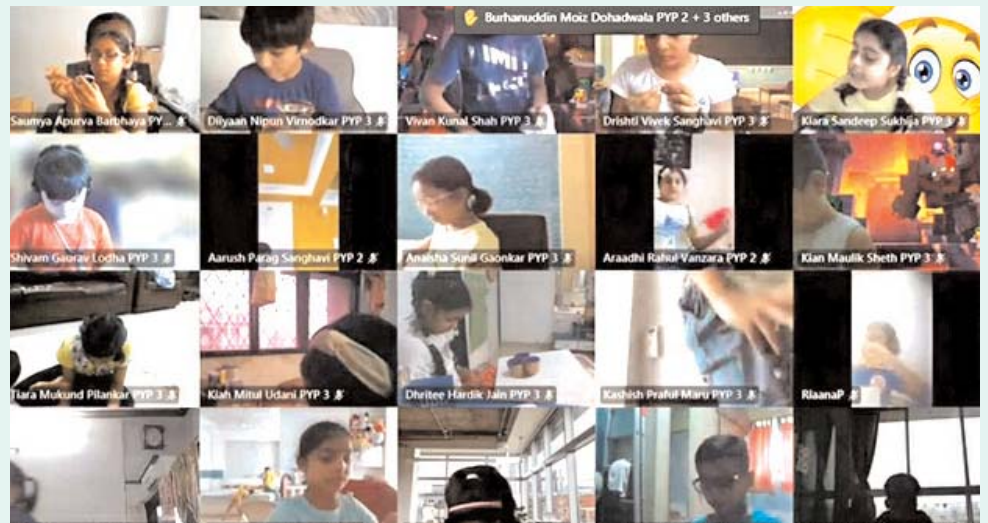 Burhanuddin Moiz Dohadwala PYP 2 + 3 others
Saumya Apurva Barbhaya PY...
Diiyaan Nipun Virnodkar PYP 3
Vivan Kunal Shah PYP 3
Drishti Vivek Sanghavi PYP 3
Kiara Sandeep Sukhija PYP 3
Shivam Gaurav Lodha PYP 3
Aarush Parag Sanghavi PYP 2
Anaisha Sunil Gaonkar PYP 3
Araadhi Rahul Vanzara PYP 2
Kian Maulik Sheth PYP 3
Tiara Mukund Pilankar PYP 3
Kiah Mitul Udani PYP 3
Dhritee Hardik Jain PYP 3
Kashish Praful Maru PYP 3
RiaanaP